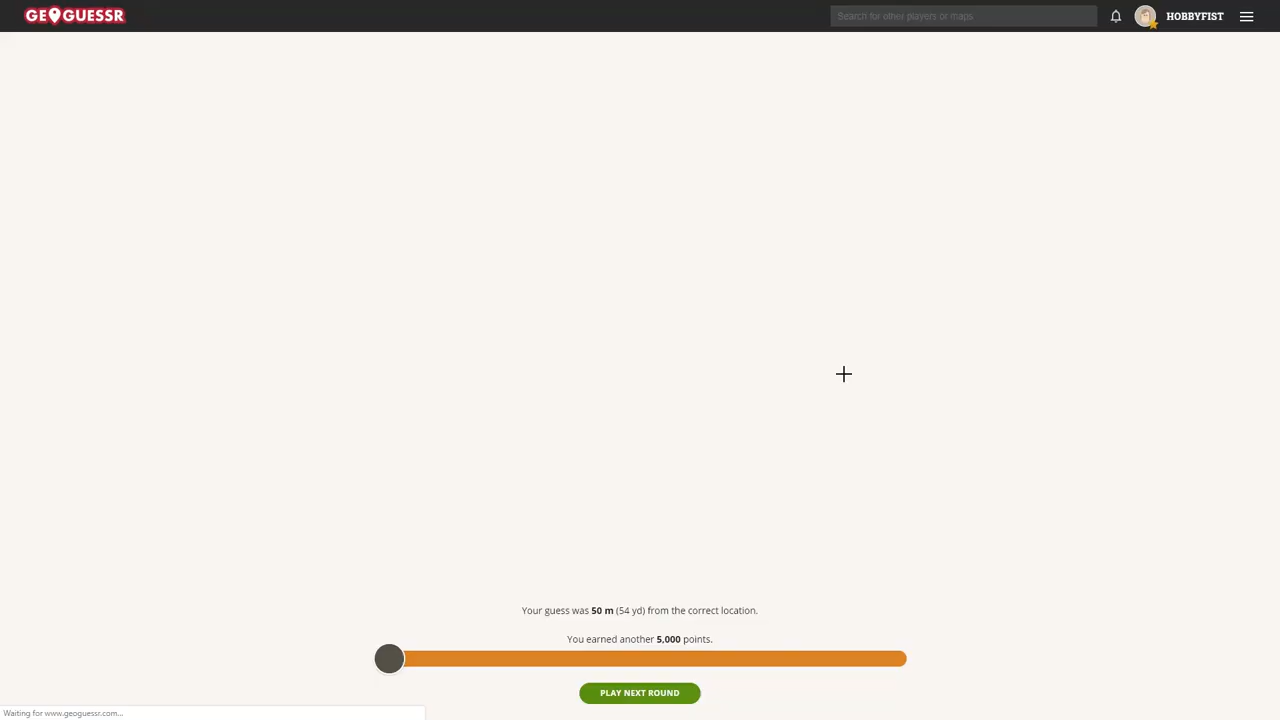 GEOGUESSR
Search for other players or maps
HOBBYFIST
Your guess was 50 m (54 yd) from the correct location.
You earned another 5,000 points.
PLAY NEXT ROUND
Waiting for www.geoguessr.com...